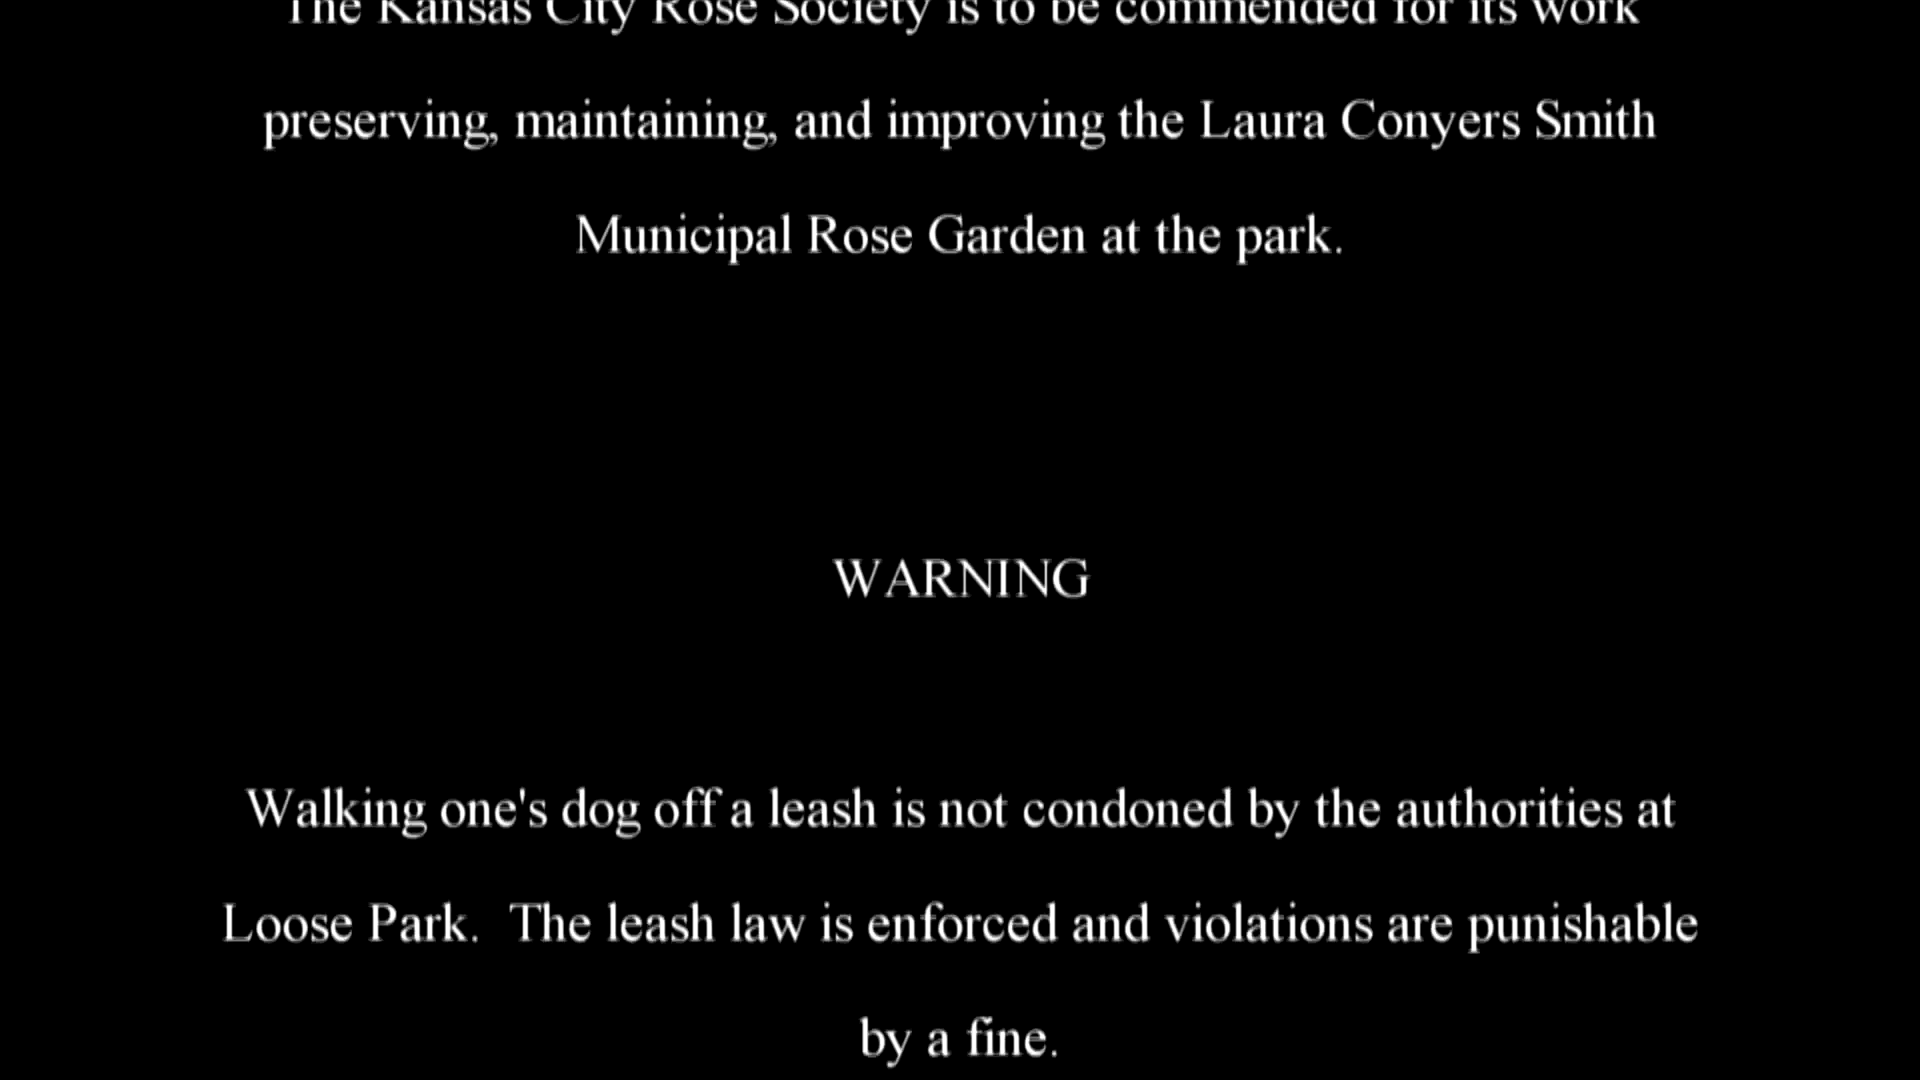 The Kansas City Rose Society is to be commended for its work
preserving, maintaining, and improving the Laura Conyers Smith
Municipal Rose Garden at the park.
WARNING
Walking one's dog off a leash is not condoned by the authorities at
Loose Park.  The leash law is enforced and violations are punishable
by a fine.